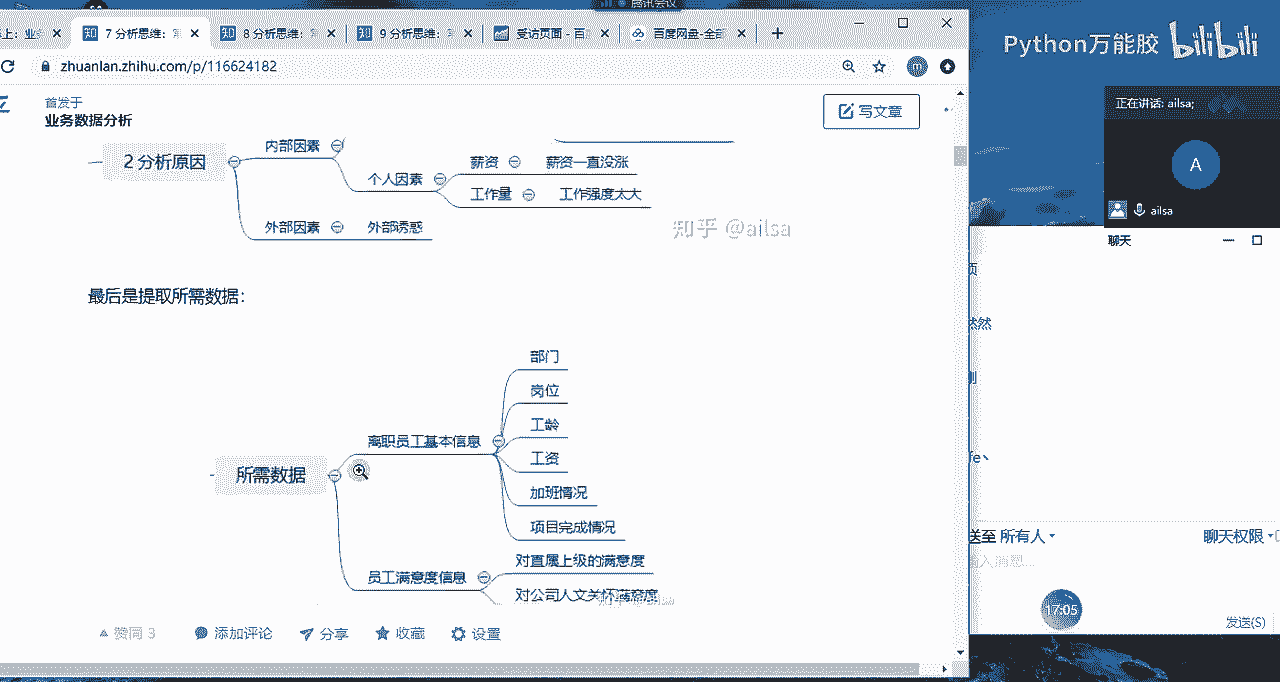 腾讯会议
7 分析思维:
8 分析思维:
9 分析思维:
受访页面 - 百
百度网盘-全部
zhuanlan.zhihu.com/p/116624182
Python万能胶 bilibili
首发于
业务数据分析
写文章
正在讲话: ailsa;
A
ailsa
2 分析原因
内部因素
个人因素
薪资
薪资一直没涨
工作量
工作强度太大
外部因素
外部诱惑
知乎 @ailsa
最后是提取所需数据：
所需数据
离职员工基本信息
部门
岗位
工龄
工资
加班情况
项目完成情况
员工满意度信息
对直属上级的满意度
对公司人文关怀满意度
赞同 3
添加评论
分享
收藏
设置
聊天
然然
送至 所有人
聊天权限
输入消息...
17:05
发送(S)